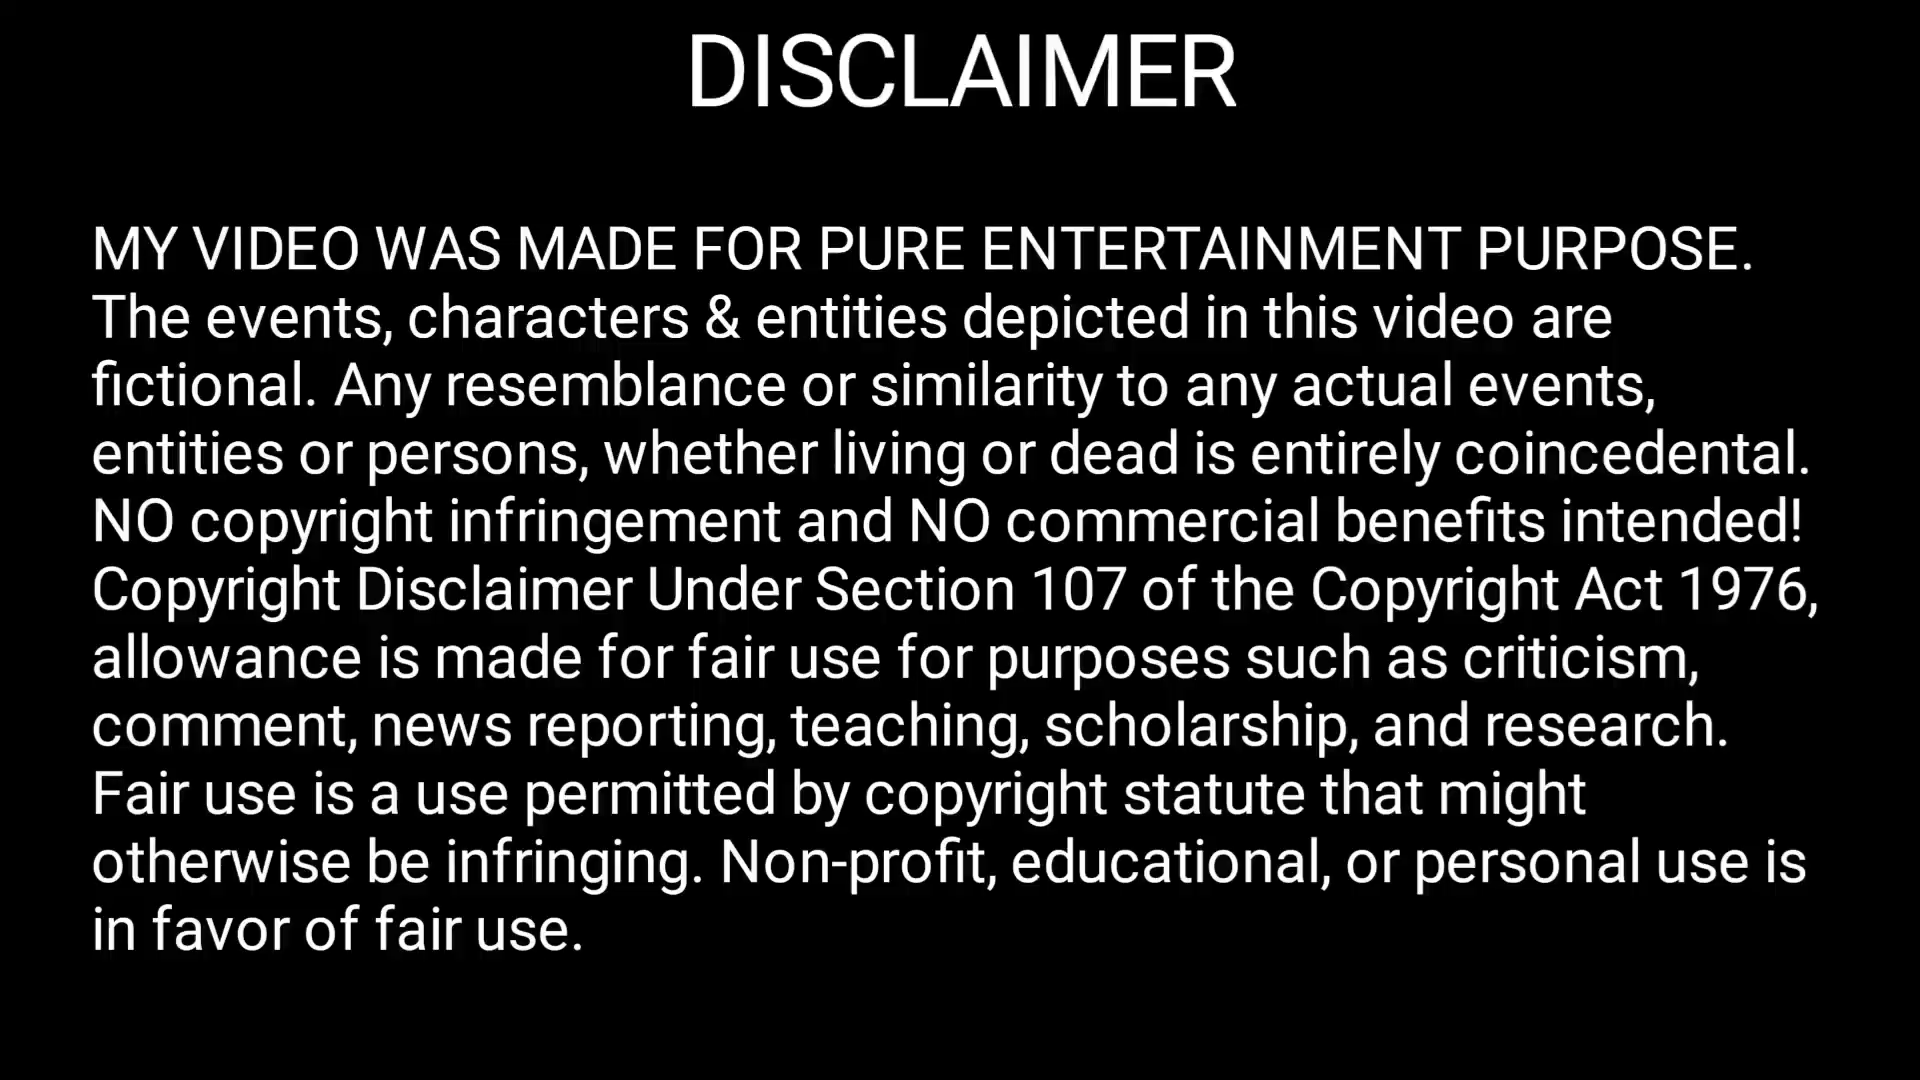 DISCLAIMER
MY VIDEO WAS MADE FOR PURE ENTERTAINMENT PURPOSE.
The events, characters & entities depicted in this video are
fictional. Any resemblance or similarity to any actual events,
entities or persons, whether living or dead is entirely coincedental.
NO copyright infringement and NO commercial benefits intended!
Copyright Disclaimer Under Section 107 of the Copyright Act 1976,
allowance is made for fair use for purposes such as criticism,
comment, news reporting, teaching, scholarship, and research.
Fair use is a use permitted by copyright statute that might
otherwise be infringing. Non-profit, educational, or personal use is
in favor of fair use.